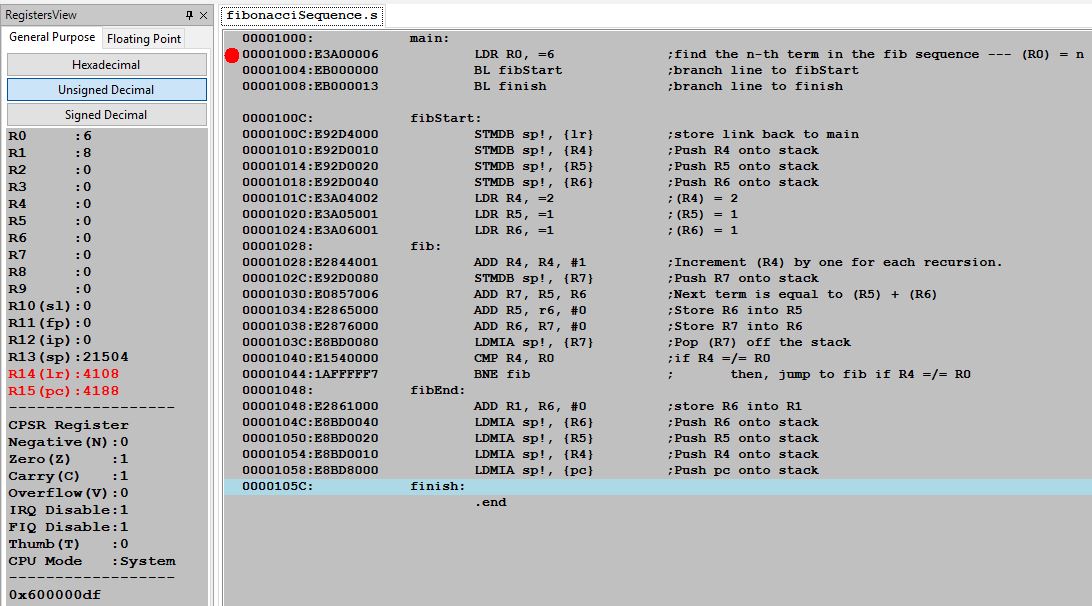 RegistersView
General Purpose Floating Point
Hexadecimal
Unsigned Decimal
Signed Decimal
R0 :6
R1 :8
R2 :0
R3 :0
R4 :0
R5 :0
R6 :0
R7 :0
R8 :0
R9 :0
R10(sl):0
R11(fp):0
R12(ip):0
R13(sp):21504
R14(lr):4108
R15(pc):4188
------------------
CPSR Register
Negative(N):0
Zero(Z) :1
Carry(C) :1
Overflow(V):0
IRQ Disable:1
FIQ Disable:1
Thumb(T) :0
CPU Mode :System
------------------
0x600000df
fibonacciSequence.s
00001000: main:
00001000:E3A00006 LDR R0, =6 ;find the n-th term in the fib sequence --- (R0) = n
00001004:EB000000 BL fibStart ;branch line to fibStart
00001008:EB000013 BL finish ;branch line to finish
0000100C: fibStart:
0000100C:E92D4000 STMDB sp!, {lr} ;store link back to main
00001010:E92D0010 STMDB sp!, {R4} ;Push R4 onto stack
00001014:E92D0020 STMDB sp!, {R5} ;Push R5 onto stack
00001018:E92D0040 STMDB sp!, {R6} ;Push R6 onto stack
0000101C:E3A04002 LDR R4, =2 ;(R4) = 2
00001020:E3A05001 LDR R5, =1 ;(R5) = 1
00001024:E3A06001 LDR R6, =1 ;(R6) = 1
00001028: fib:
00001028:E2844001 ADD R4, R4, #1 ;Increment (R4) by one for each recursion.
0000102C:E92D0080 STMDB sp!, {R7} ;Push R7 onto stack
00001030:E0857006 ADD R7, R5, R6 ;Next term is equal to (R5) + (R6)
00001034:E2865000 ADD R5, r6, #0 ;Store R6 into R5
00001038:E2876000 ADD R6, R7, #0 ;Store R7 into R6
0000103C:E8BD0080 LDMIA sp!, {R7} ;Pop (R7) off the stack
00001040:E1540000 CMP R4, R0 ;if R4 =/= R0
00001044:1AFFFFF7 BNE fib ; then, jump to fib if R4 =/= R0
00001048: fibEnd:
00001048:E2861000 ADD R1, R6, #0 ;store R6 into R1
0000104C:E8BD0040 LDMIA sp!, {R6} ;Push R6 onto stack
00001050:E8BD0020 LDMIA sp!, {R5} ;Push R5 onto stack
00001054:E8BD0010 LDMIA sp!, {R4} ;Push R4 onto stack
00001058:E8BD8000 LDMIA sp!, {pc} ;Push pc onto stack
0000105C: finish:
.end